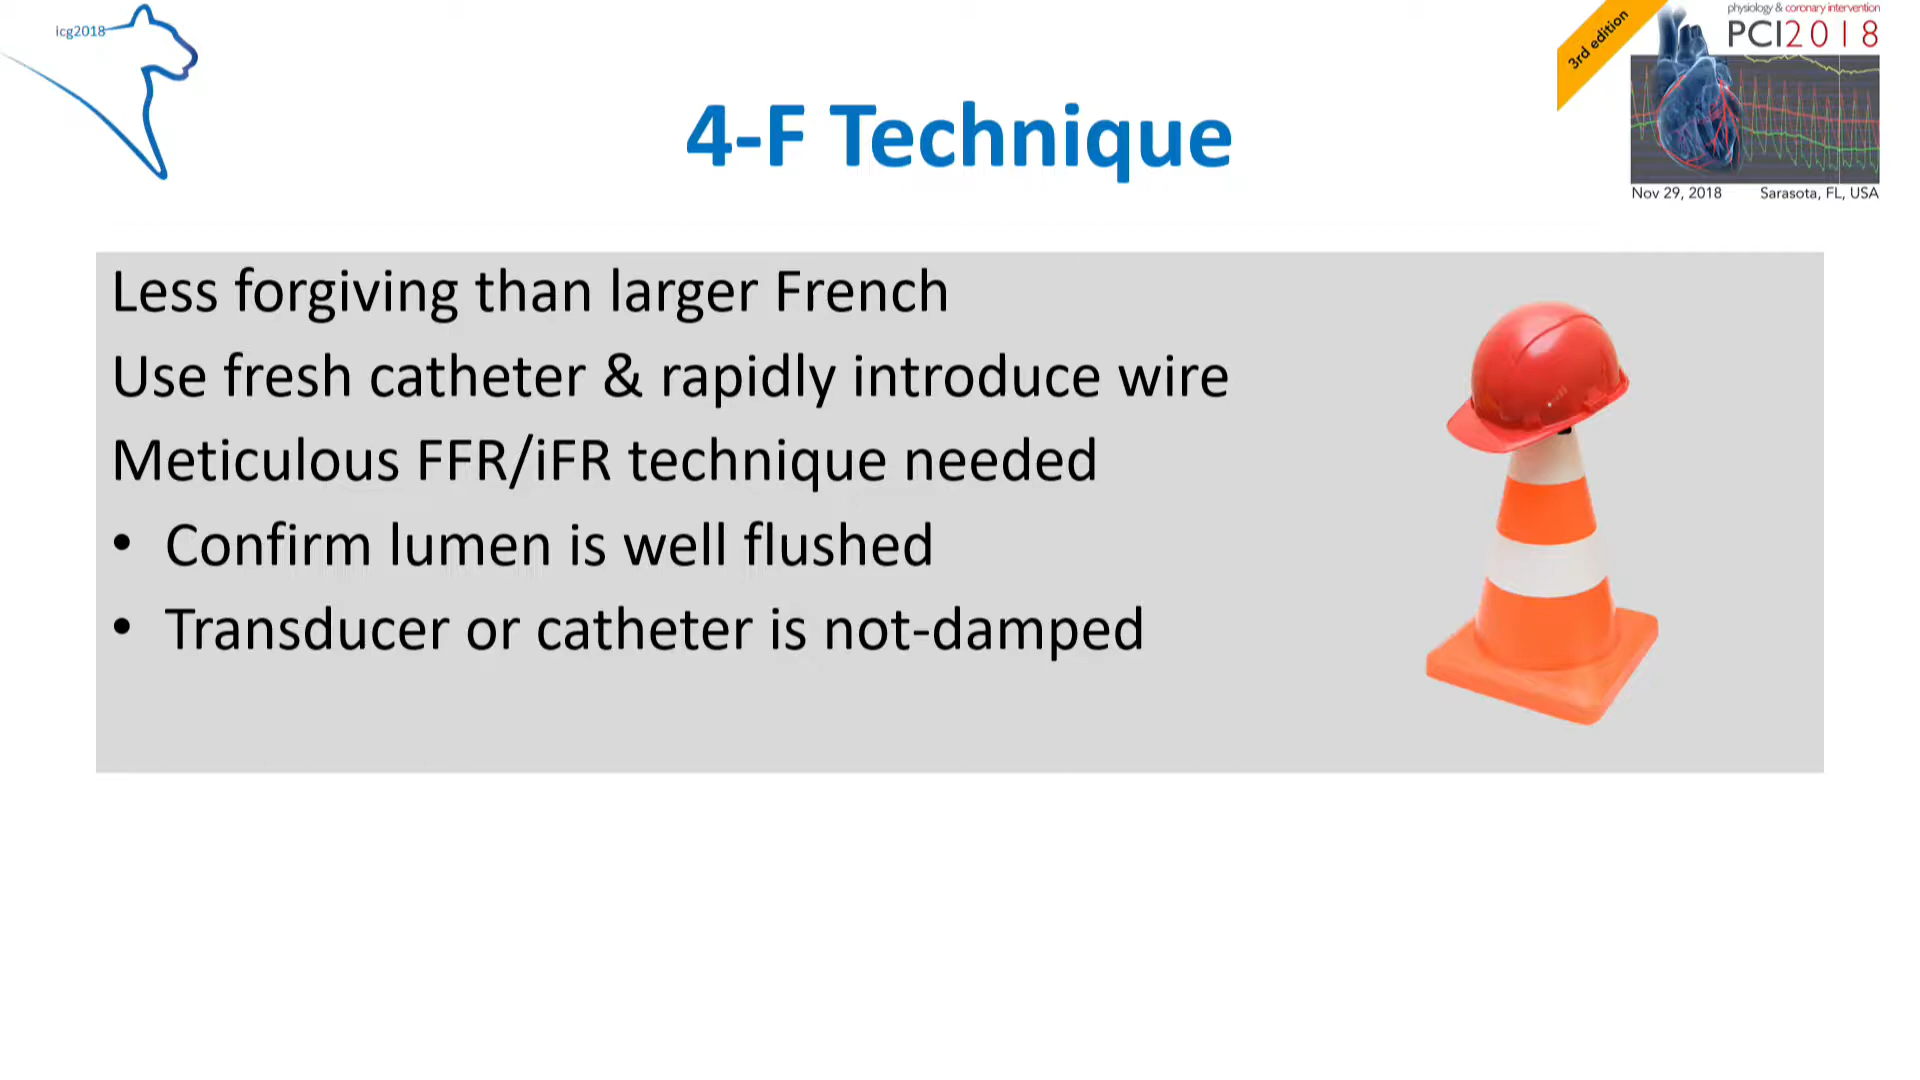 icg2018
3rd edition
physiology & coronary intervention
PCI2018
Nov 29, 2018 Sarasota, FL, USA
4-F Technique
Less forgiving than larger French
Use fresh catheter & rapidly introduce wire
Meticulous FFR/iFR technique needed
• Confirm lumen is well flushed
• Transducer or catheter is not-damped